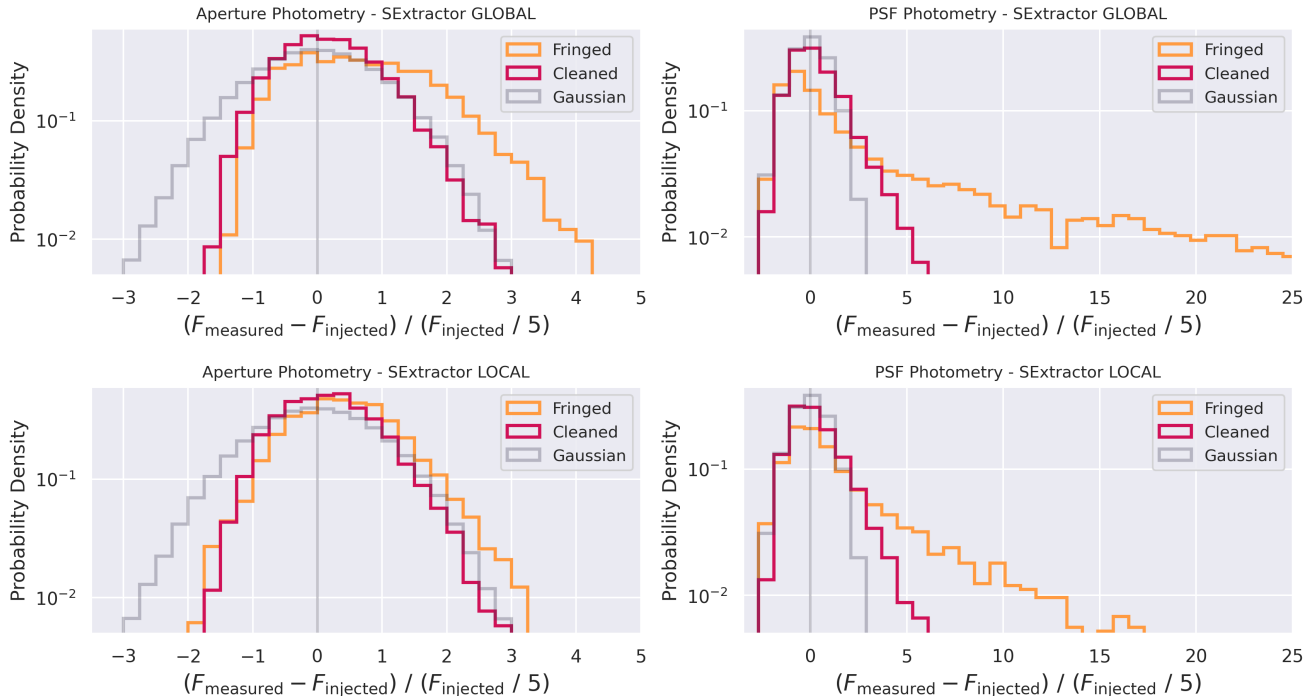 Aperture Photometry - SExtractor GLOBAL
Probability Density
10⁻¹
10⁻²
Fringed
Cleaned
Gaussian
−3 −2 −1 0 1 2 3 4 5
(F_measured − F_injected) / (F_injected / 5)
PSF Photometry - SExtractor GLOBAL
Probability Density
10⁻¹
10⁻²
Fringed
Cleaned
Gaussian
0 5 10 15 20 25
(F_measured − F_injected) / (F_injected / 5)
Aperture Photometry - SExtractor LOCAL
Probability Density
10⁻¹
10⁻²
Fringed
Cleaned
Gaussian
−3 −2 −1 0 1 2 3 4 5
(F_measured − F_injected) / (F_injected / 5)
PSF Photometry - SExtractor LOCAL
Probability Density
10⁻¹
10⁻²
Fringed
Cleaned
Gaussian
0 5 10 15 20 25
(F_measured − F_injected) / (F_injected / 5)